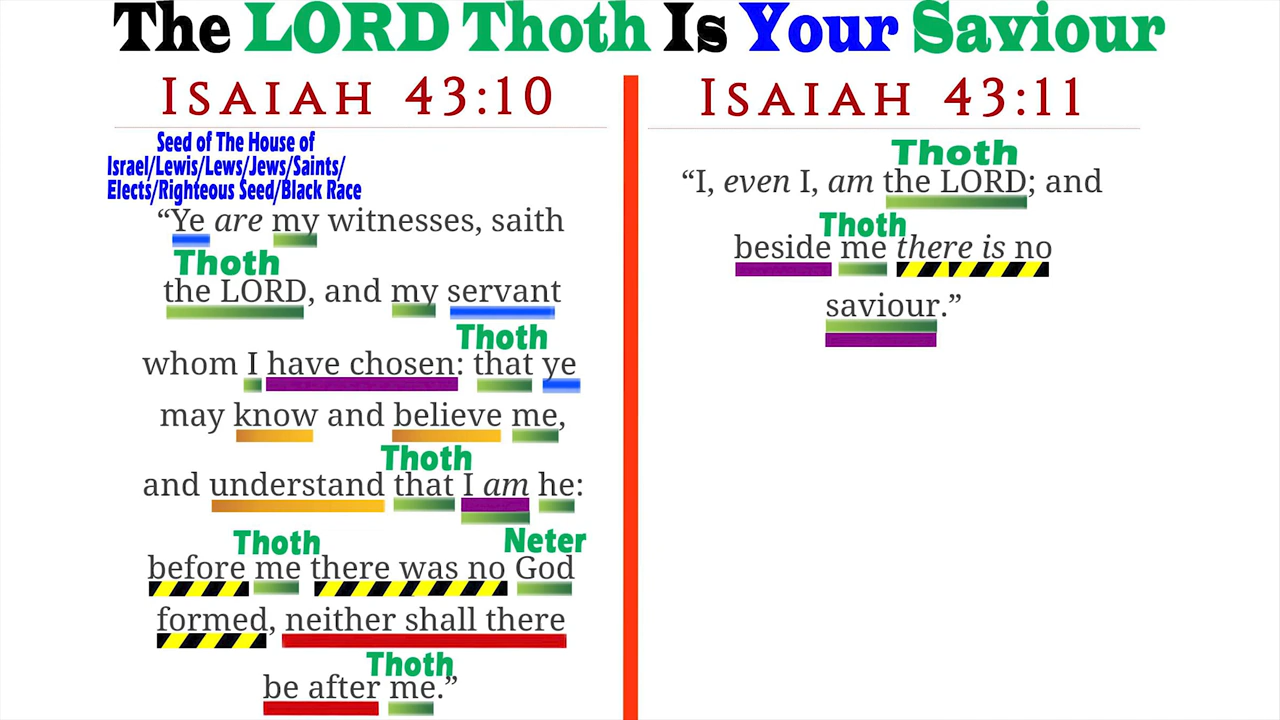 The LORD Thoth Is Your Saviour
Isaiah 43:10
Seed of The House of
Israel/Lewis/Lews/Jews/Saints/
Elects/Righteous Seed/Black Race
“Ye are my witnesses, saith
Thoth
the LORD, and my servant
Thoth
whom I have chosen: that ye
may know and believe me,
Thoth
and understand that I am he:
Thoth Neter
before me there was no God
formed, neither shall there
Thoth
be after me.”
Isaiah 43:11
Thoth
“I, even I, am the LORD; and
Thoth
beside me there is no
saviour.”